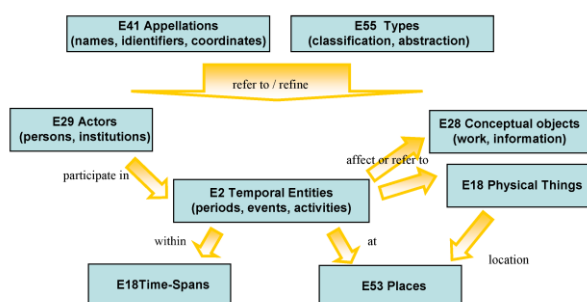 E41 Appellations
(names, idientifiers, coordinates)
E55  Types
(classification, abstraction)
refer to / refine
E29 Actors
(persons, institutions)
E28 Conceptual objects
(work, information)
affect or refer to
participate in
E18 Physical Things
E2 Temporal Entities
(periods, events, activities)
within
at
location
E18Time-Spans
E53 Places